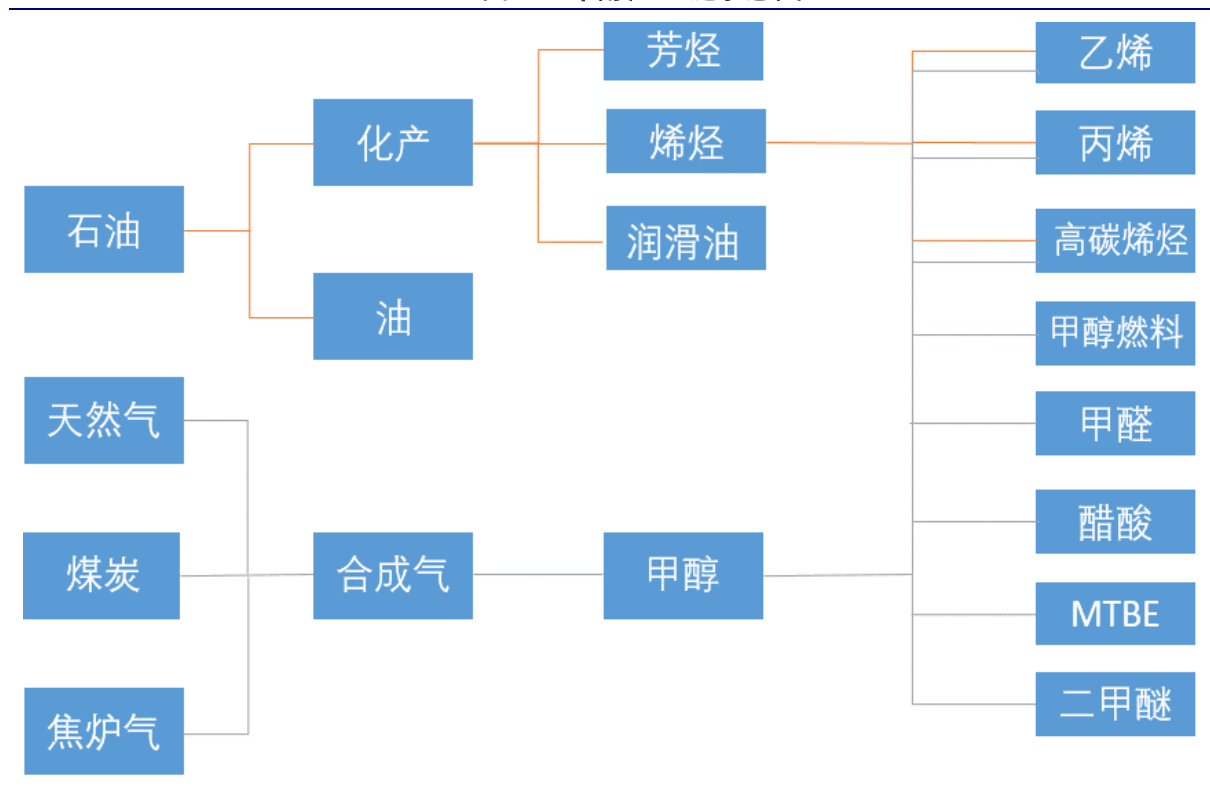 芳烃
乙烯
化产
烯烃
丙烯
石油
润滑油
高碳烯烃
油
甲醇燃料
天然气
甲醛
醋酸
煤炭
合成气
甲醇
MTBE
焦炉气
二甲醚